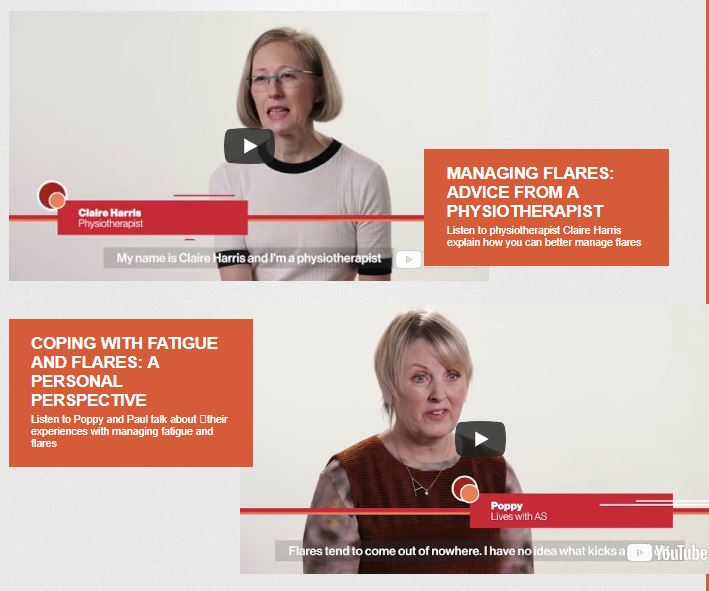 Claire Harris
Physiotherapist
My name is Claire Harris and I'm a physiotherapist
MANAGING FLARES:
ADVICE FROM A
PHYSIOTHERAPIST
Listen to physiotherapist Claire Harris
explain how you can better manage flares
COPING WITH FATIGUE
AND FLARES: A
PERSONAL
PERSPECTIVE
Listen to Poppy and Paul talk about their
experiences with managing fatigue and
flares
Poppy
Lives with AS
Flares tend to come out of nowhere. I have no idea what kicks a
YouTube